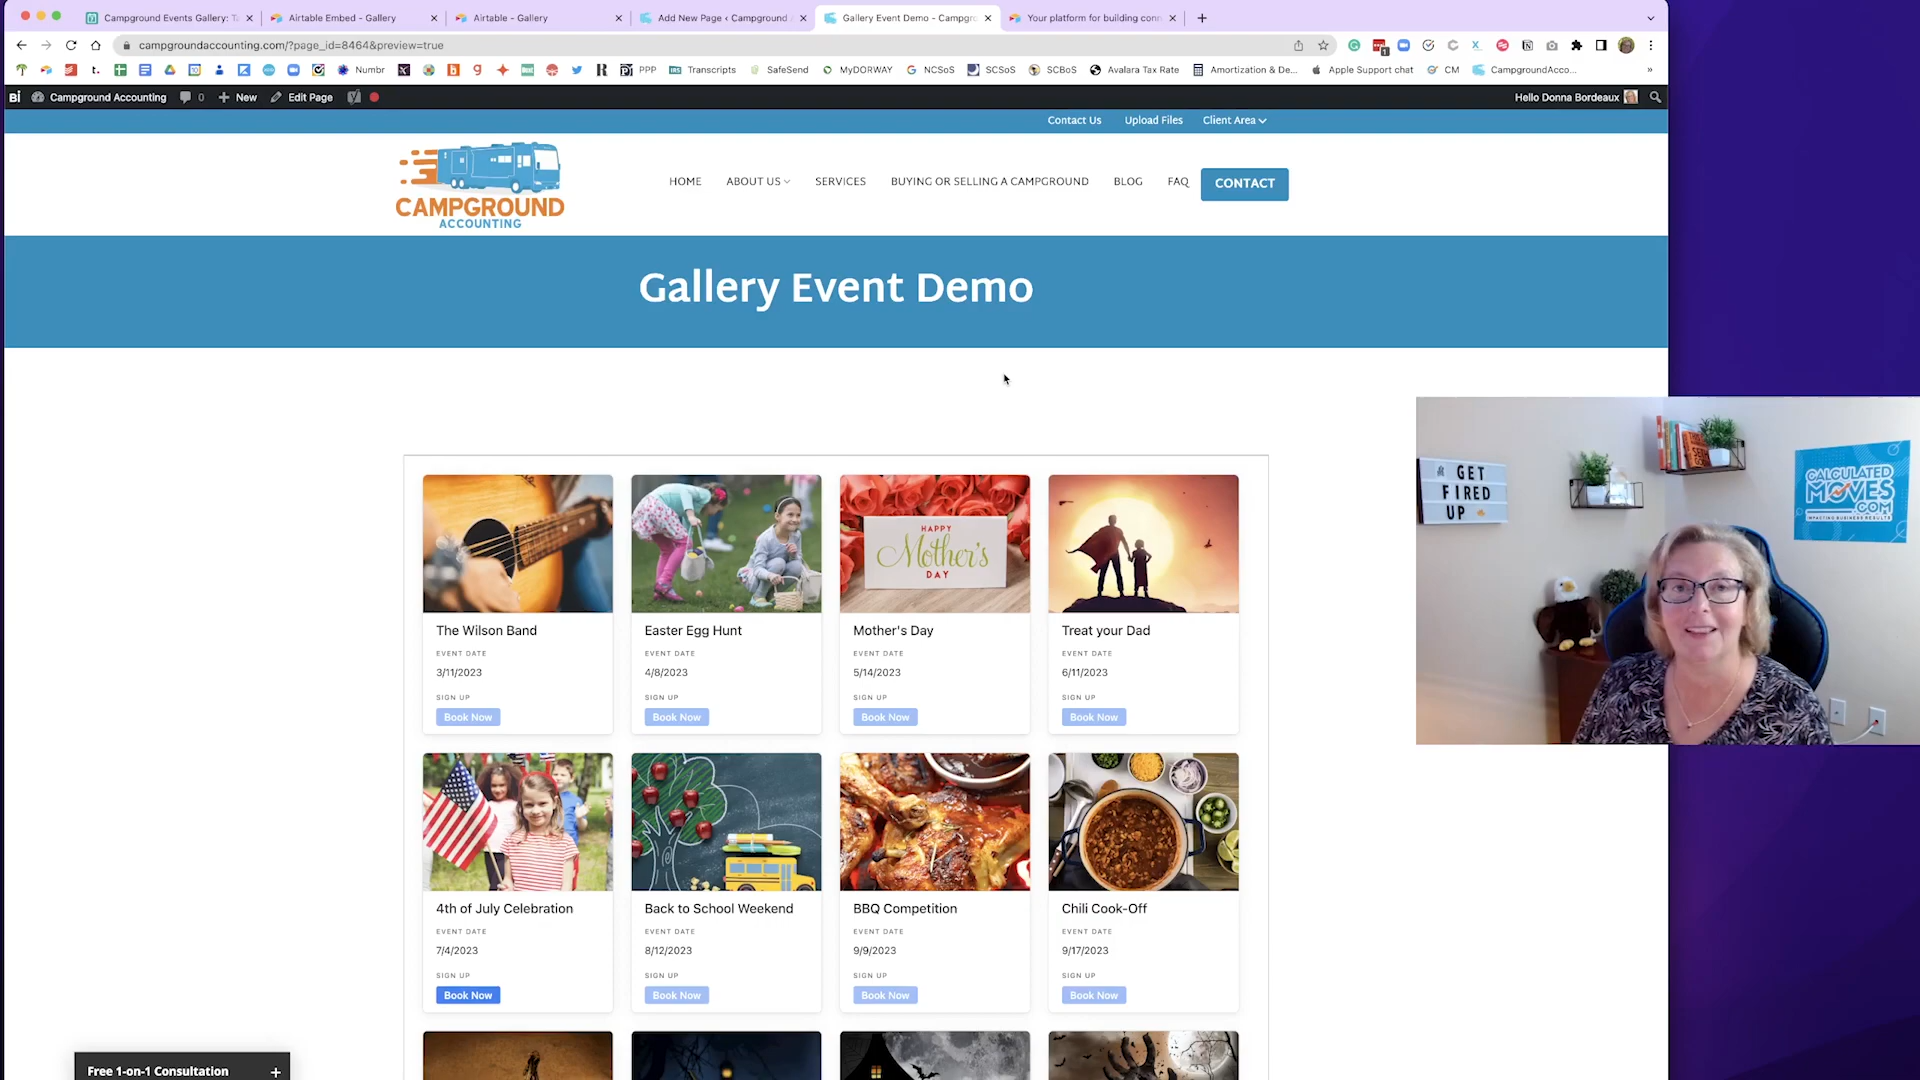 Campground Events Gallery: Ta
Airtable Embed - Gallery
Airtable - Gallery
Add New Page ‹ Campground A
Gallery Event Demo - Campgro
Your platform for building conn
campgroundaccounting.com/?page_id=8464&preview=true
Numbr
PPP
Transcripts
SafeSend
MyDORWAY
NCSoS
SCSoS
SCBoS
Avalara Tax Rate
Amortization & De...
Apple Support chat
CM
CampgroundAcco...
Campground Accounting
0
New
Edit Page
Hello Donna Bordeaux
Contact Us
Upload Files
Client Area
CAMPGROUND
ACCOUNTING
HOME
ABOUT US
SERVICES
BUYING OR SELLING A CAMPGROUND
BLOG
FAQ
CONTACT
Gallery Event Demo
HAPPY
Mother's
DAY
The Wilson Band
EVENT DATE
3/11/2023
SIGN UP
Book Now
Easter Egg Hunt
EVENT DATE
4/8/2023
SIGN UP
Book Now
Mother's Day
EVENT DATE
5/14/2023
SIGN UP
Book Now
Treat your Dad
EVENT DATE
6/11/2023
SIGN UP
Book Now
GET
FIRED
UP
CALCULATED
MOVES
.COM
IMPACTING BUSINESS RESULTS
4th of July Celebration
EVENT DATE
7/4/2023
SIGN UP
Book Now
Back to School Weekend
EVENT DATE
8/12/2023
SIGN UP
Book Now
BBQ Competition
EVENT DATE
9/9/2023
SIGN UP
Book Now
Chili Cook-Off
EVENT DATE
9/17/2023
SIGN UP
Book Now
Free 1-on-1 Consultation